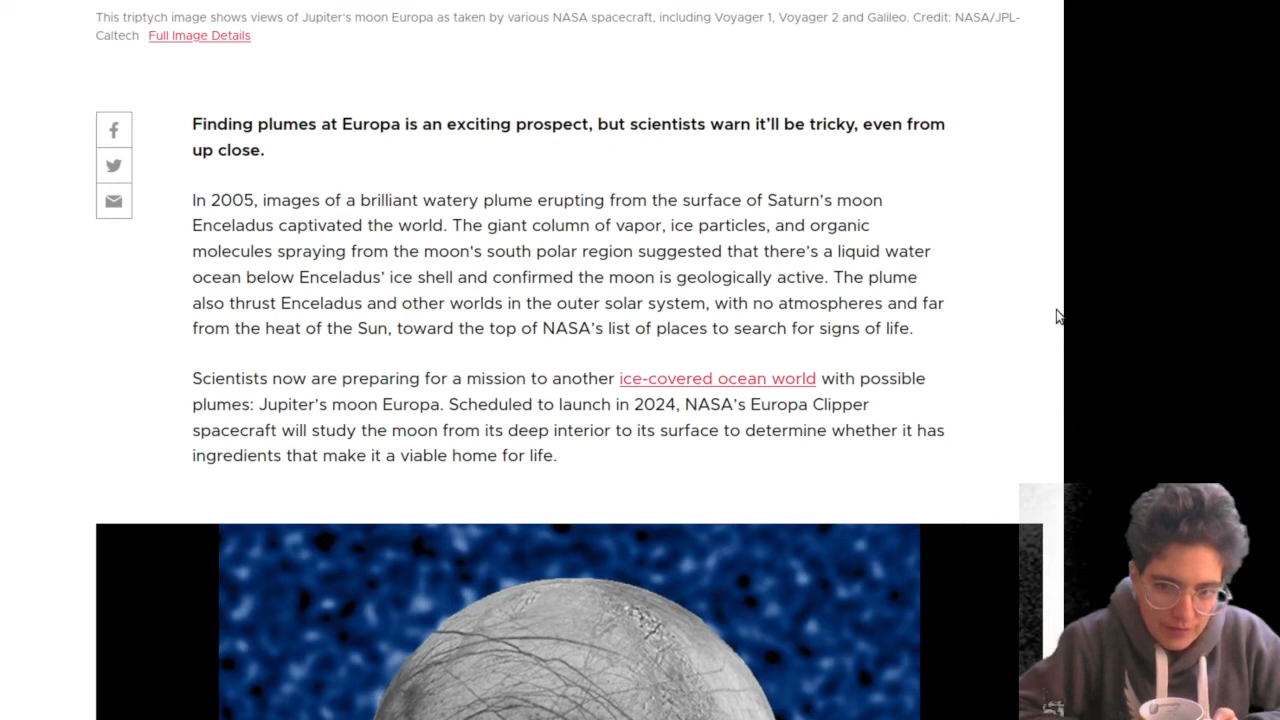 This triptych image shows views of Jupiter's moon Europa as taken by various NASA spacecraft, including Voyager 1, Voyager 2 and Galileo. Credit: NASA/JPL-
Caltech Full Image Details
Finding plumes at Europa is an exciting prospect, but scientists warn it’ll be tricky, even from
up close.
In 2005, images of a brilliant watery plume erupting from the surface of Saturn’s moon
Enceladus captivated the world. The giant column of vapor, ice particles, and organic
molecules spraying from the moon's south polar region suggested that there’s a liquid water
ocean below Enceladus’ ice shell and confirmed the moon is geologically active. The plume
also thrust Enceladus and other worlds in the outer solar system, with no atmospheres and far
from the heat of the Sun, toward the top of NASA’s list of places to search for signs of life.
Scientists now are preparing for a mission to another ice-covered ocean world with possible
plumes: Jupiter’s moon Europa. Scheduled to launch in 2024, NASA’s Europa Clipper
spacecraft will study the moon from its deep interior to its surface to determine whether it has
ingredients that make it a viable home for life.